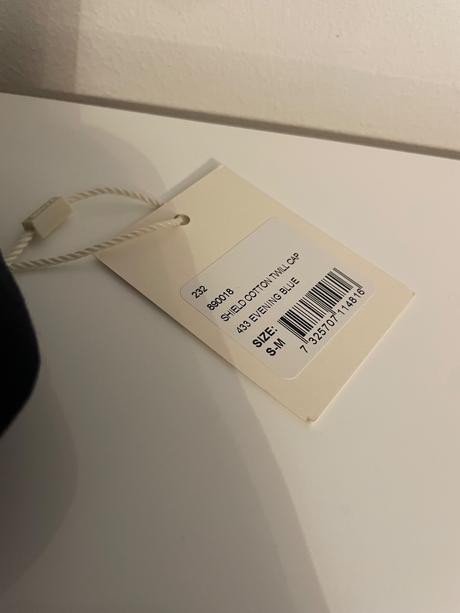 232
890018
SHIELD COTTON TWILL CAP
433 EVENING BLUE
SIZE:
S-M
7 325707 114816